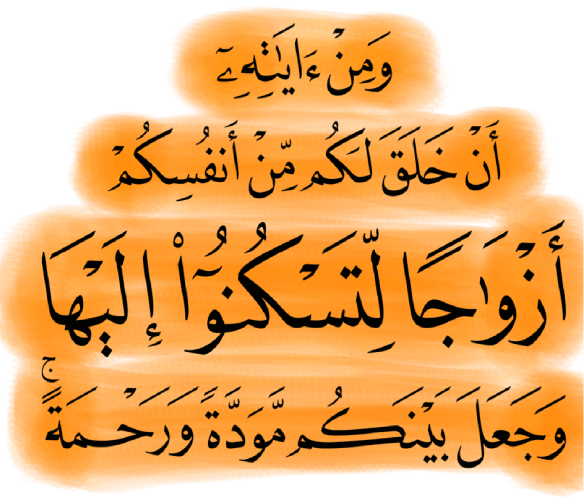 وَمِنْ ءَايَٰتِهِۦٓ
أَنْ خَلَقَ لَكُم مِّنْ أَنفُسِكُمْ
أَزْوَٰجًا لِّتَسْكُنُوٓا۟ إِلَيْهَا
وَجَعَلَ بَيْنَكُم مَّوَدَّةً وَرَحْمَةً ۚ